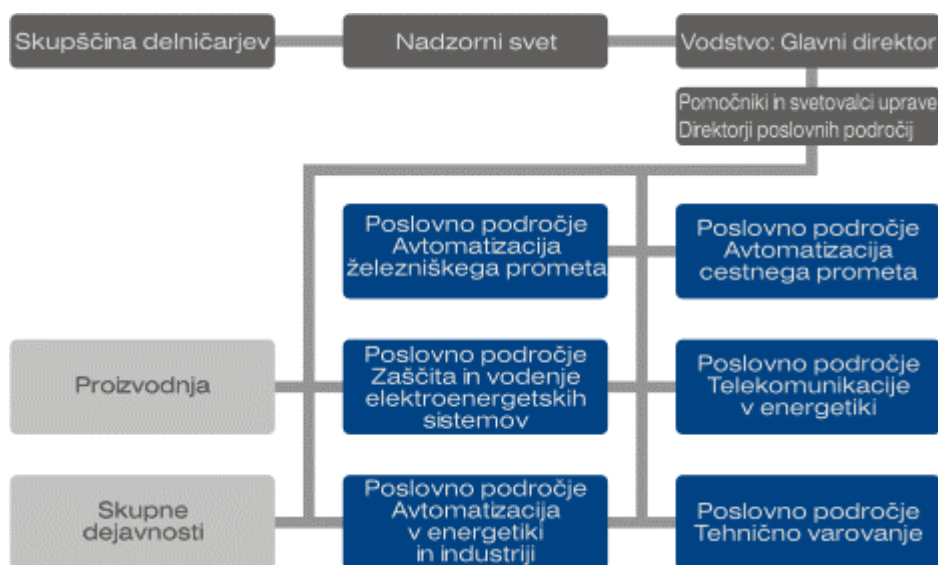 Skupščina delničarjev
Nadzorni svet
Vodstvo: Glavni direktor
Pomočniki in svetovalci uprave
Direktorji poslovnih področij
Poslovno področje
Avtomatizacija
železniškega prometa
Poslovno področje
Avtomatizacija
cestnega prometa
Proizvodnja
Poslovno področje
Zaščita in vodenje
elektroenergetskih
sistemov
Poslovno področje
Telekomunikacije
v energetiki
Skupne
dejavnosti
Poslovno področje
Avtomatizacija
v energetiki
in industriji
Poslovno področje
Tehnično varovanje